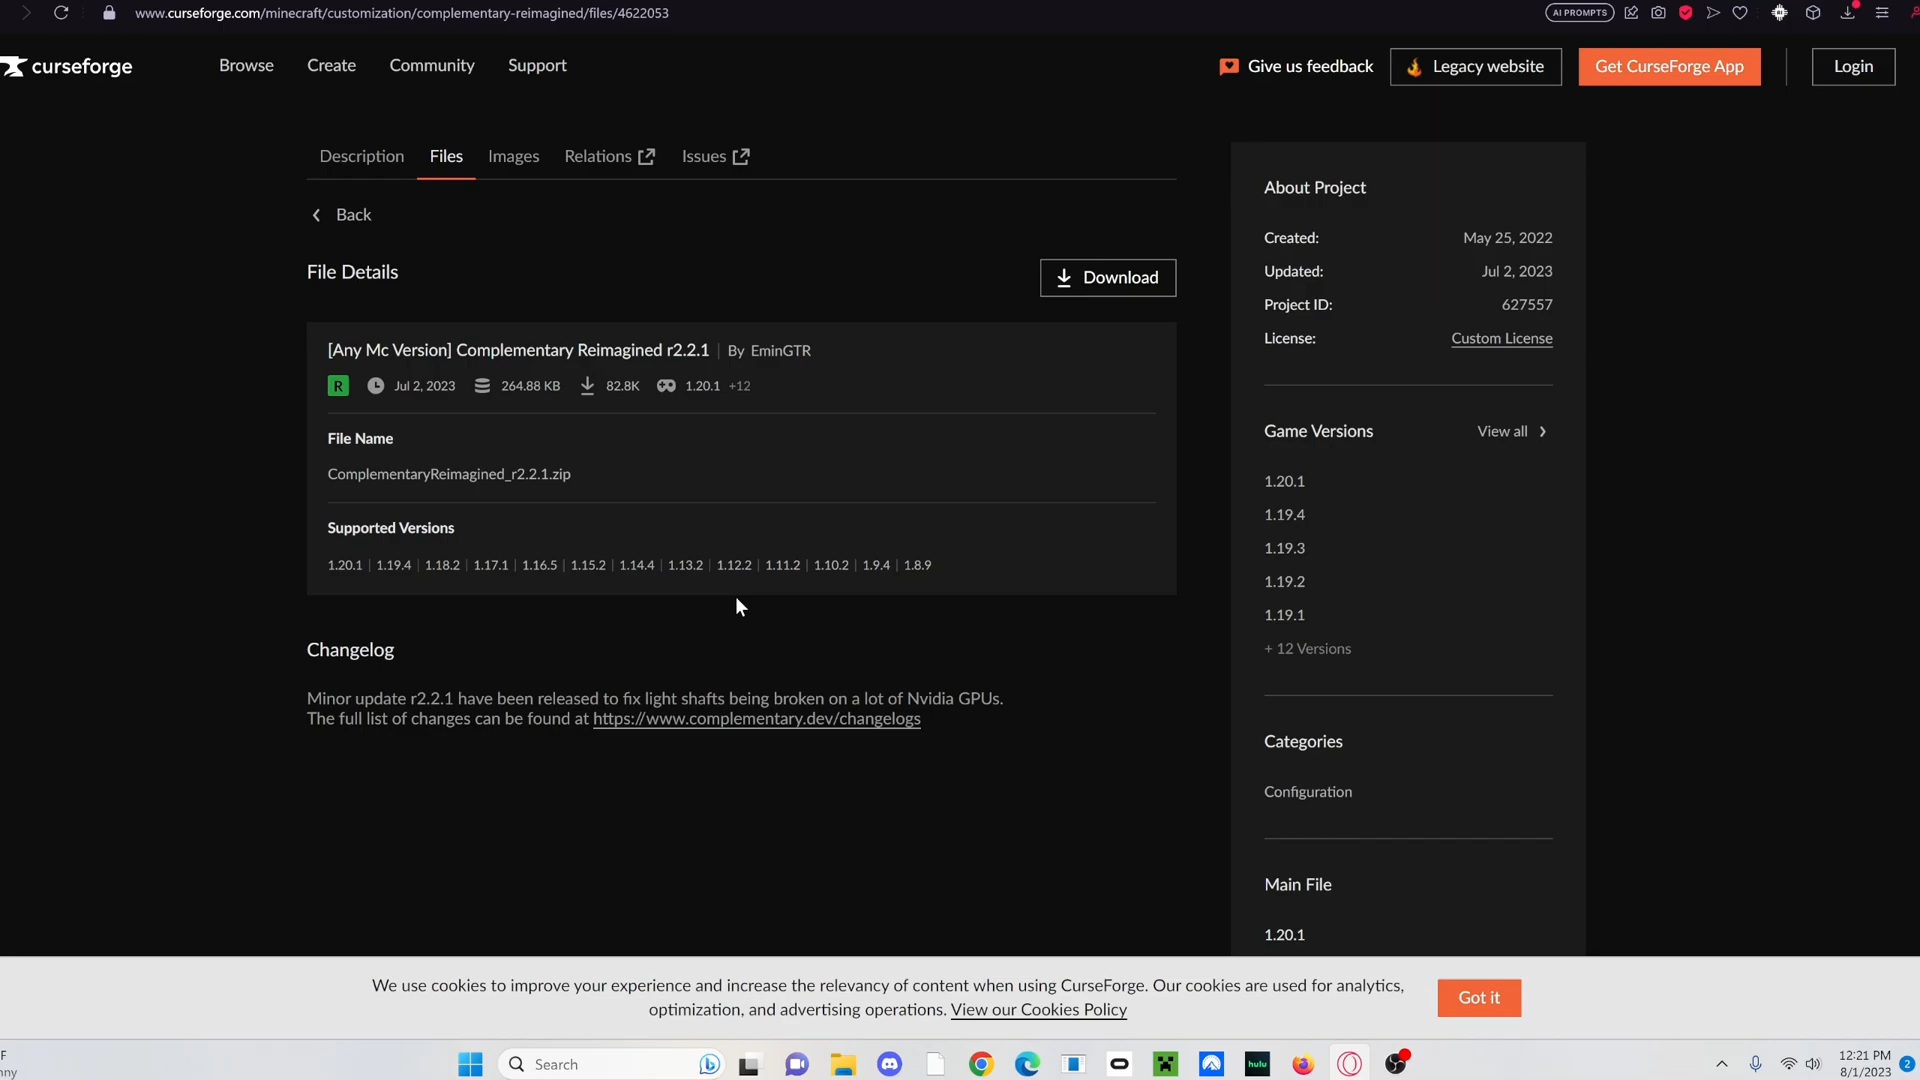 www.curseforge.com/minecraft/customization/complementary-reimagined/files/4622053
AI PROMPTS
curseforge
Browse
Create
Community
Support
Give us feedback
Legacy website
Get CurseForge App
Login
Description
Files
Images
Relations
Issues
Back
File Details
Download
[Any Mc Version] Complementary Reimagined r2.2.1 | By EminGTR
R Jul 2, 2023 264.88 KB 82.8K 1.20.1 +12
File Name
ComplementaryReimagined_r2.2.1.zip
Supported Versions
1.20.1 | 1.19.4 | 1.18.2 | 1.17.1 | 1.16.5 | 1.15.2 | 1.14.4 | 1.13.2 | 1.12.2 | 1.11.2 | 1.10.2 | 1.9.4 | 1.8.9
Changelog
Minor update r2.2.1 have been released to fix light shafts being broken on a lot of Nvidia GPUs.
The full list of changes can be found at https://www.complementary.dev/changelogs
About Project
Created: May 25, 2022
Updated: Jul 2, 2023
Project ID: 627557
License: Custom License
Game Versions View all
1.20.1
1.19.4
1.19.3
1.19.2
1.19.1
+ 12 Versions
Categories
Configuration
Main File
1.20.1
We use cookies to improve your experience and increase the relevancy of content when using CurseForge. Our cookies are used for analytics,
optimization, and advertising operations. View our Cookies Policy
Got it
F
nny
Search
hulu
12:21 PM
8/1/2023
2